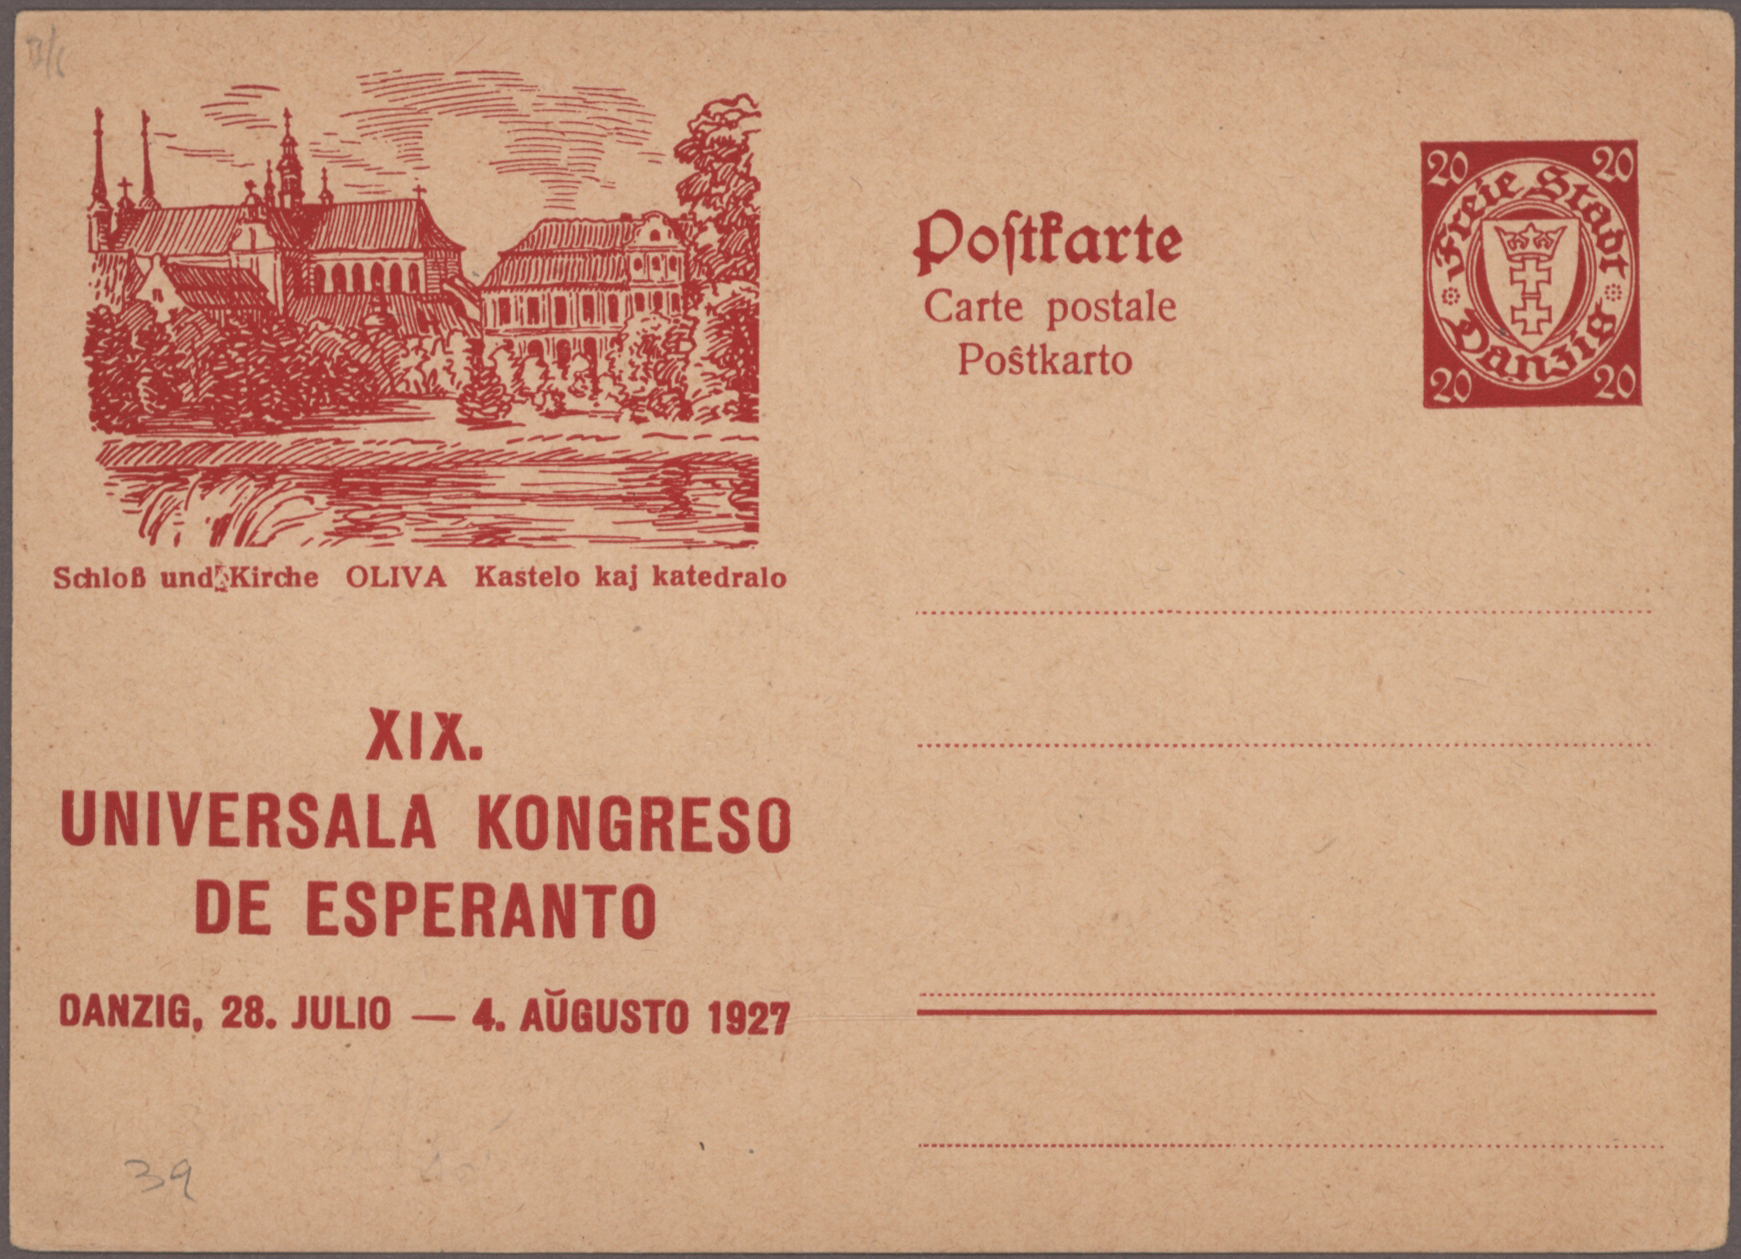 Schloß und Kirche OLIVA Kastelo kaj katedralo
XIX.
UNIVERSALA KONGRESO
DE ESPERANTO
DANZIG, 28. JULIO — 4. AŬGUSTO 1927
39
Poſtkarte
Carte postale
Poŝtkarto
20 20
Freie Stadt
Danzig
20 20